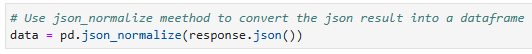 # Use json_normalize meethod to convert the json result into a dataframe
data = pd.json_normalize(response.json())